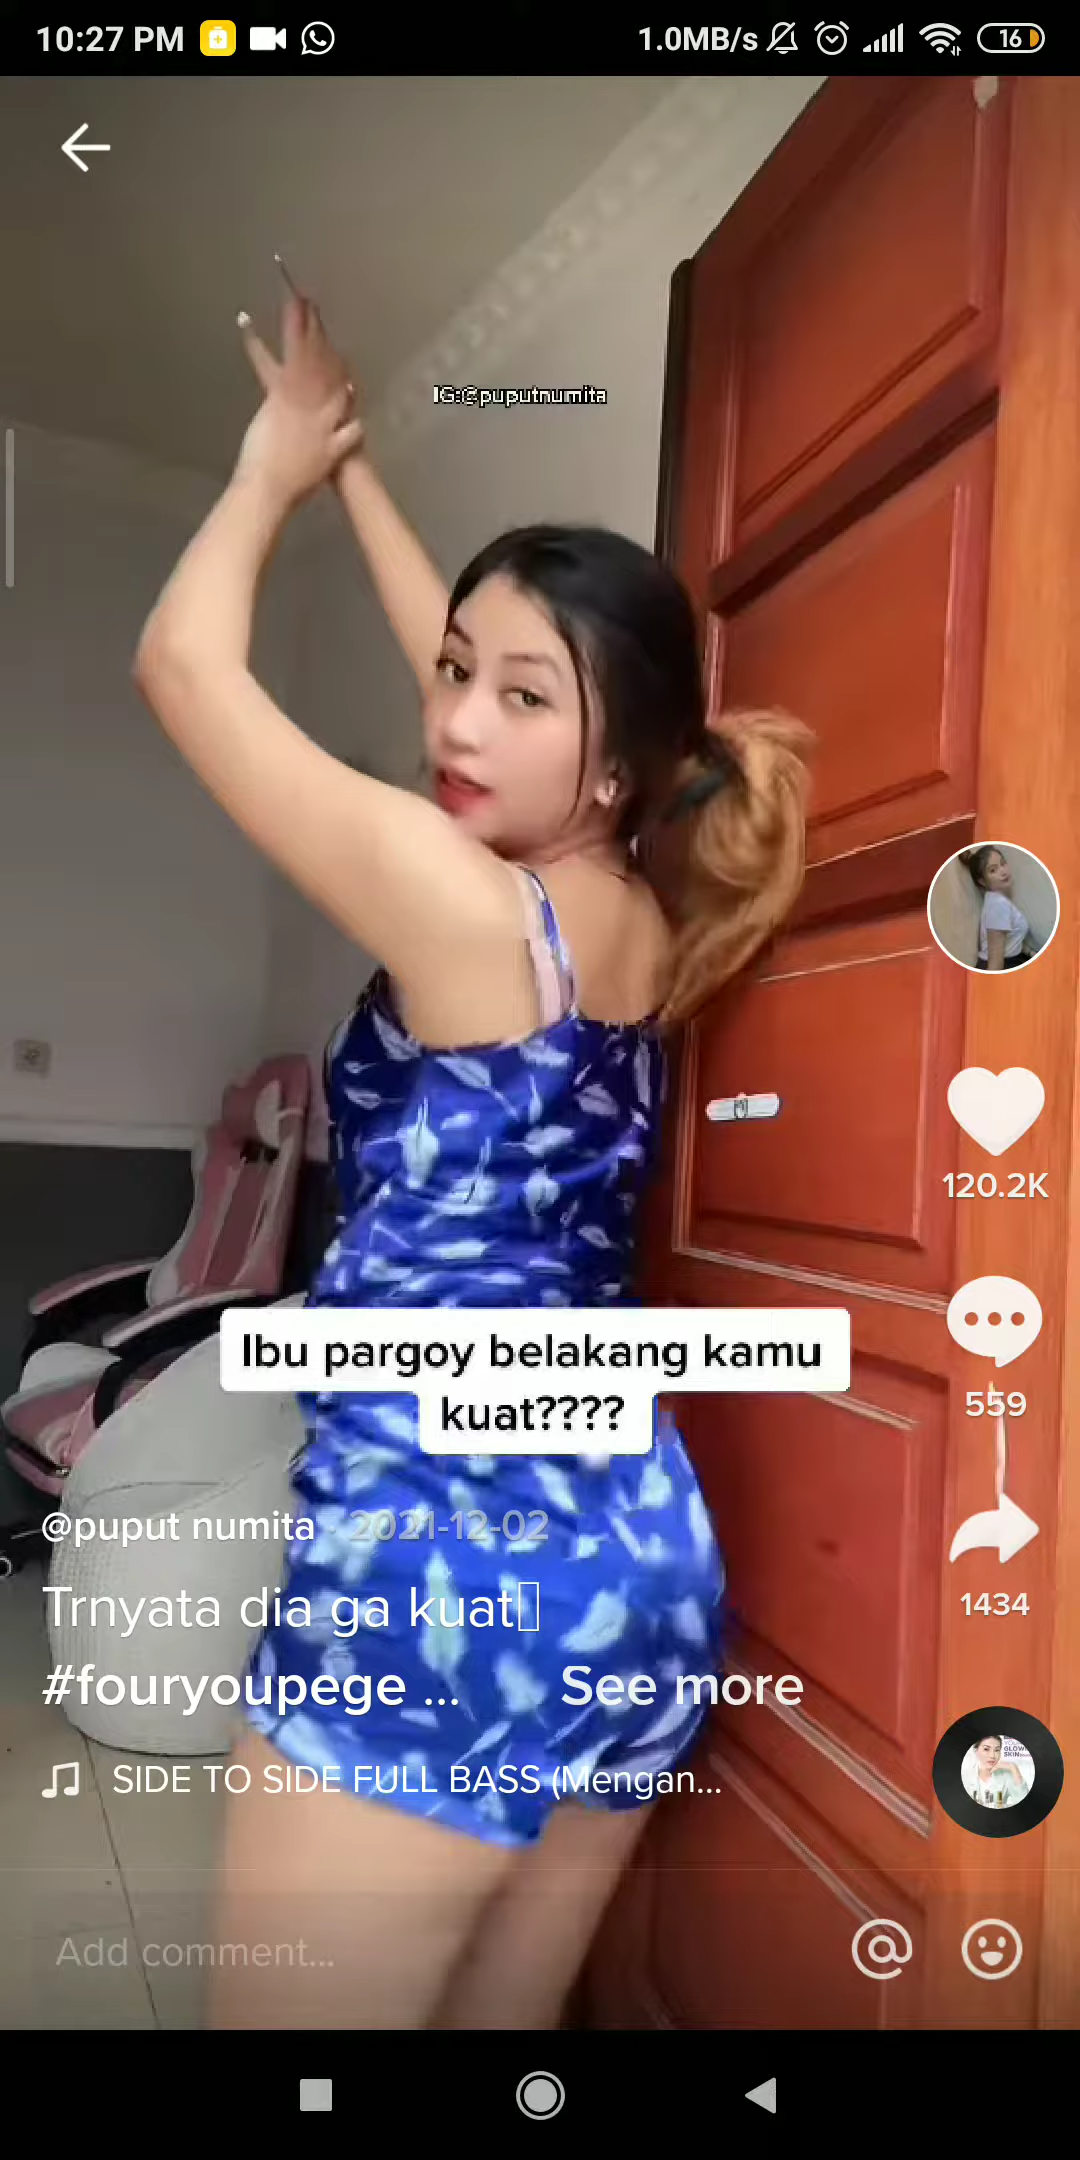 10:27 PM
1.0MB/s
16
IG:@puputnumita
120.2K
Ibu pargoy belakang kamu
kuat????
559
@puput numita · 2021-12-02
Trnyata dia ga kuat
#fouryoupege ... See more
1434
SIDE TO SIDE FULL BASS (Mengan...
Add comment...